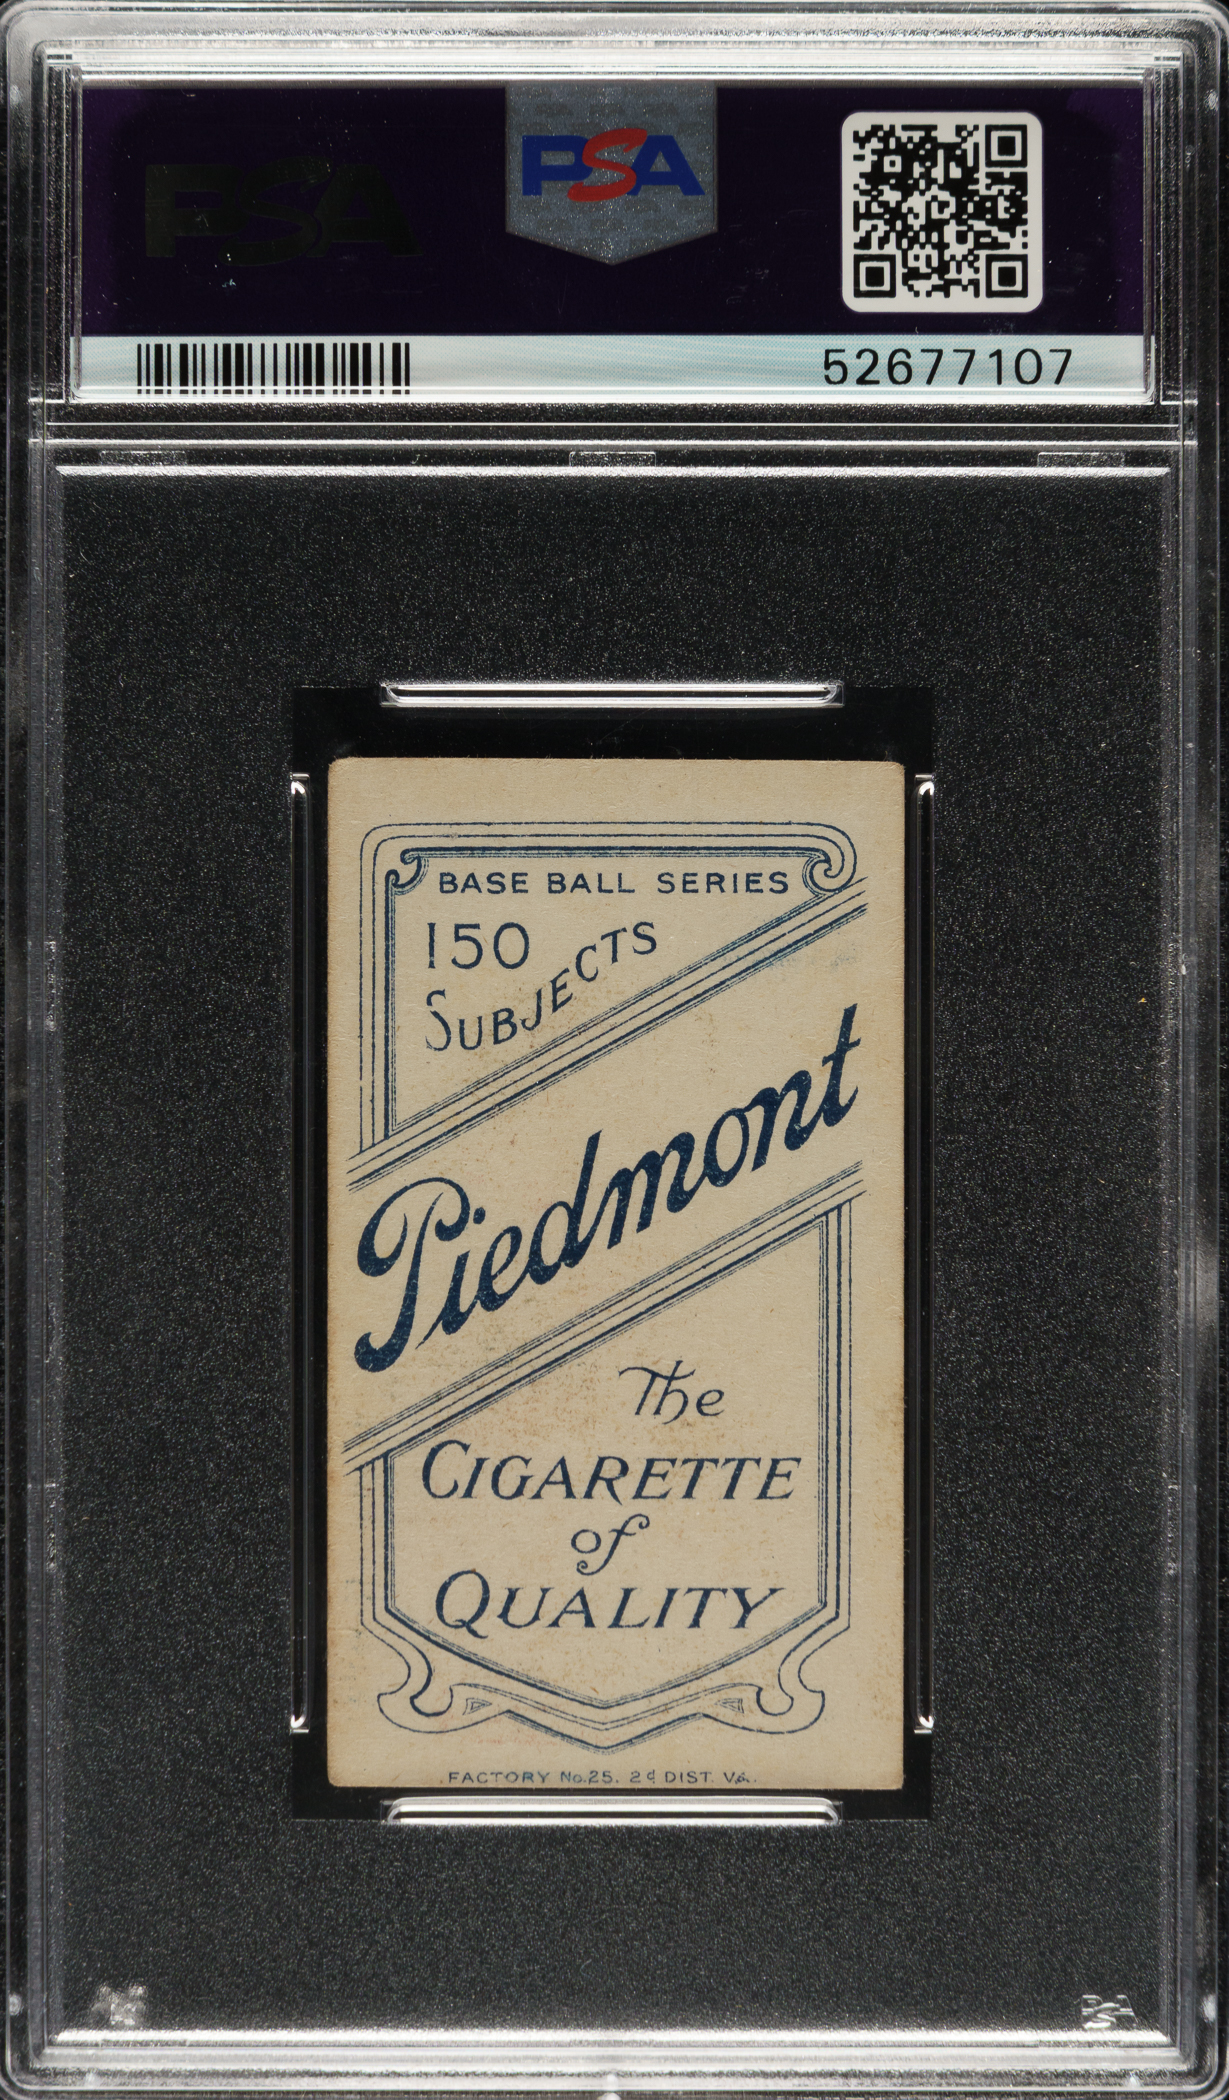 PSA
PSA
52677107
BASE BALL SERIES
150
SUBJECTS
Piedmont
The
CIGARETTE
of
QUALITY
FACTORY No.25. 2d DIST. Va.
PSA